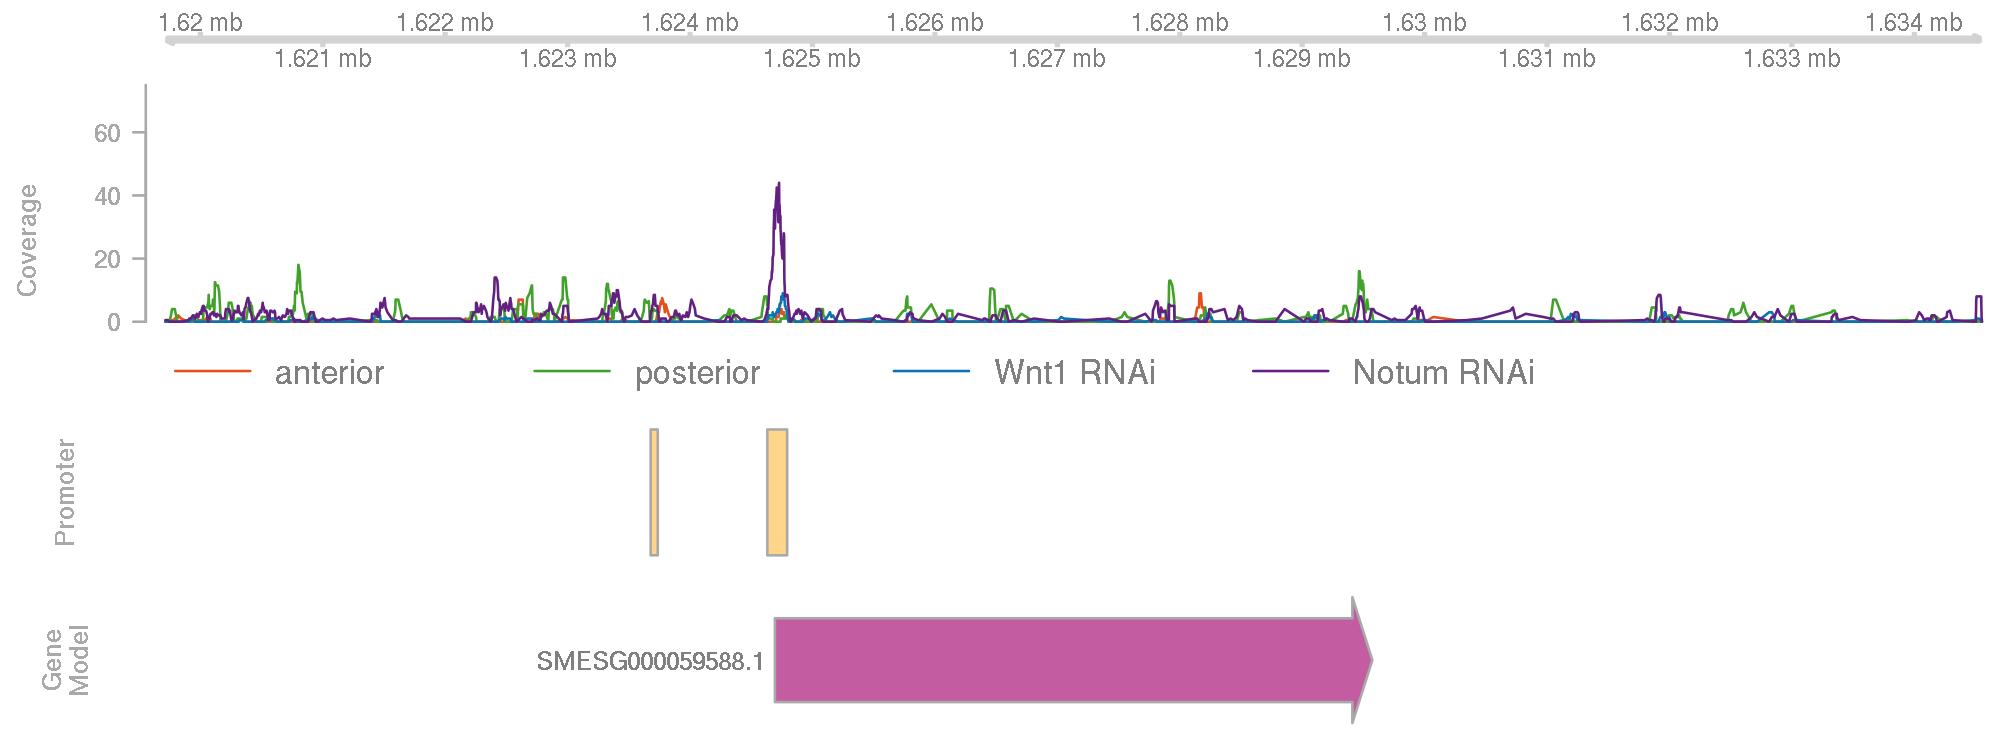 1.62 mb 1.622 mb 1.624 mb 1.626 mb 1.628 mb 1.63 mb 1.632 mb 1.634 mb
1.621 mb 1.623 mb 1.625 mb 1.627 mb 1.629 mb 1.631 mb 1.633 mb
Coverage
60
40
20
0
anterior posterior Wnt1 RNAi Notum RNAi
Promoter
Gene
Model
SMESG000059588.1